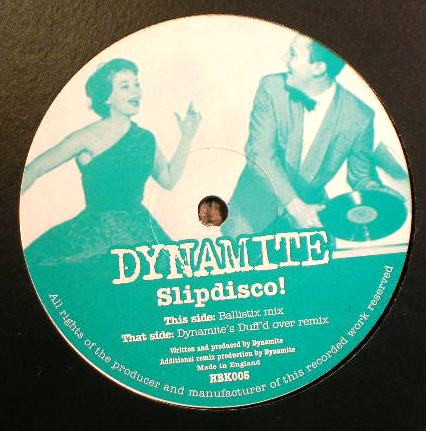 DYNAMITE
Slipdisco!
This side: Ballistix mix
That side: Dynamite's Duff'd over remix
Written and produced by Dynamite
Additional remix production by Dynamite
Made in England
HBK005
All rights of the producer and manufacturer of this recorded work reserved